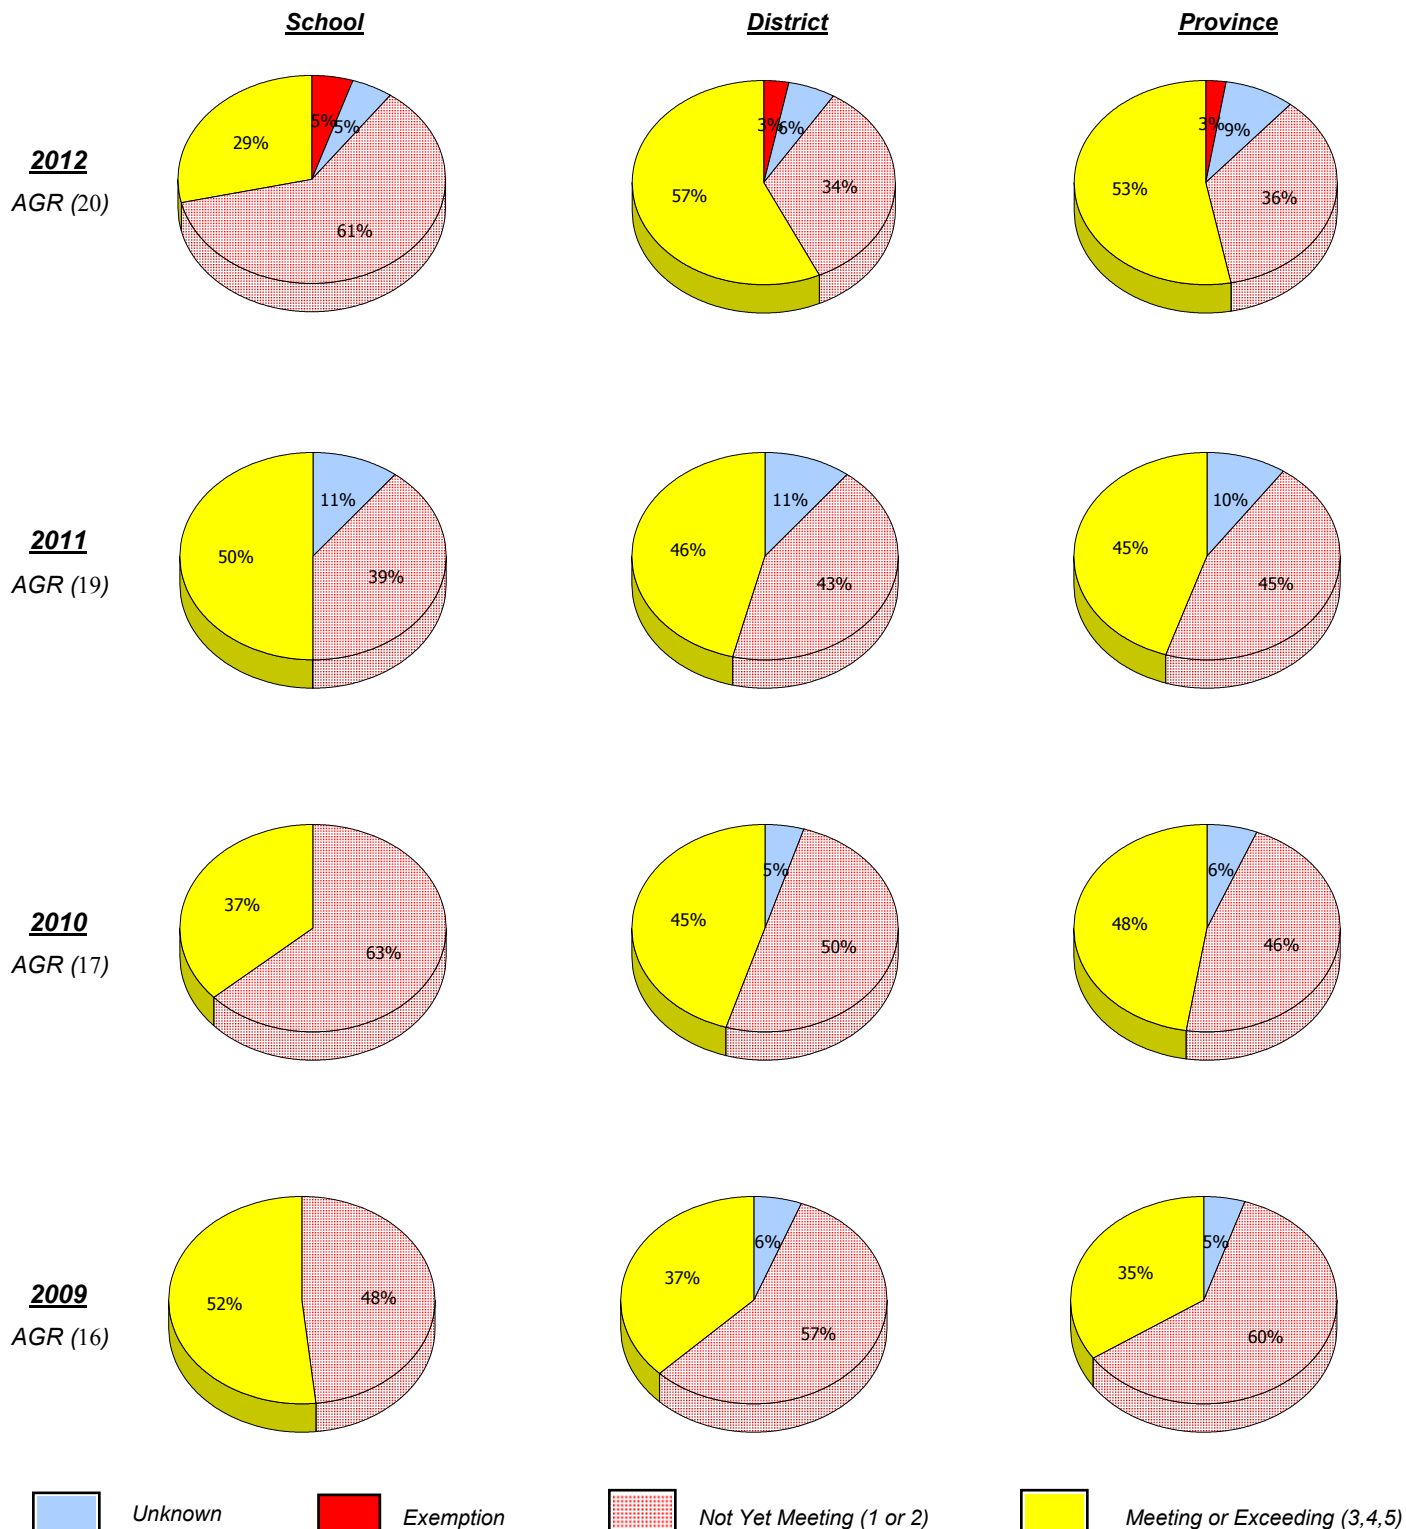 School District Province
5% 5% 3% 6% 3% 9%
29% 57% 34% 53% 36%
2012
AGR (20)
61%
11% 11% 10%
2011
50% 39% 46% 43% 45% 45%
AGR (19)
5% 6%
37% 63% 45% 50% 48% 46%
2010
AGR (17)
6% 5%
37% 35%
2009
52% 48% 57% 60%
AGR (16)
Unknown Exemption Not Yet Meeting (1 or 2) Meeting or Exceeding (3,4,5)